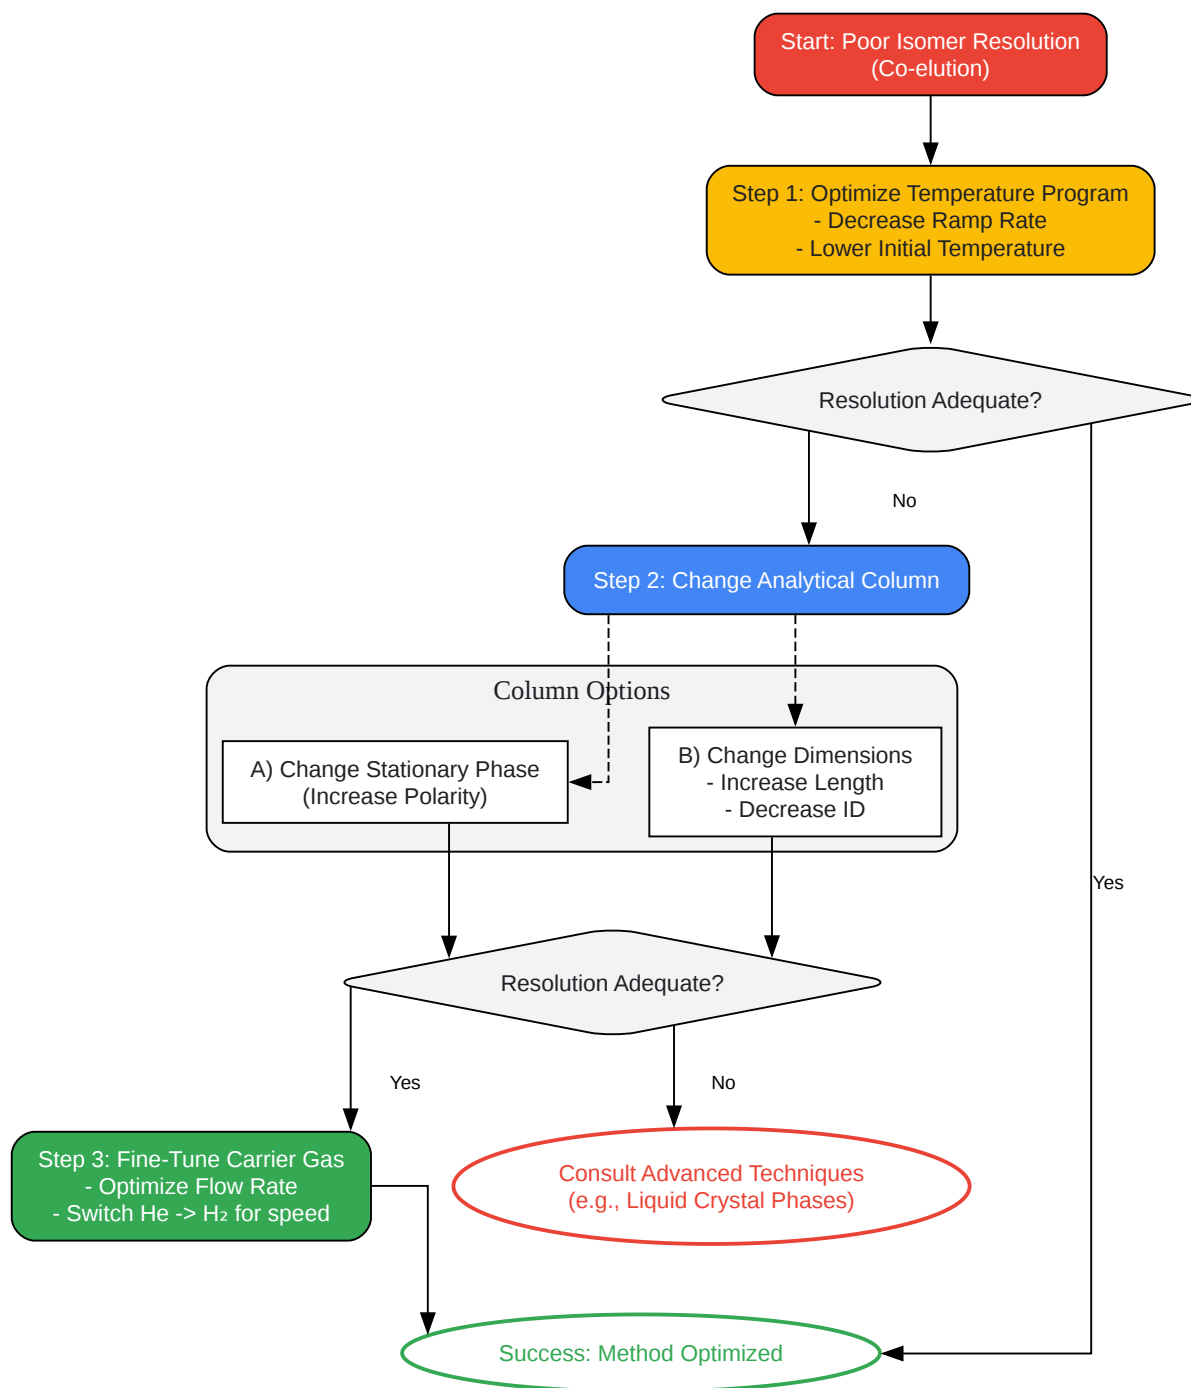 Start: Poor Isomer Resolution
(Co-elution)
Step 1: Optimize Temperature Program
- Decrease Ramp Rate
- Lower Initial Temperature
Resolution Adequate?
No
Step 2: Change Analytical Column
Column Options
A) Change Stationary Phase
(Increase Polarity)
B) Change Dimensions
- Increase Length
- Decrease ID
Yes
Resolution Adequate?
Yes
No
Step 3: Fine-Tune Carrier Gas
- Optimize Flow Rate
- Switch He -> H₂ for speed
Consult Advanced Techniques
(e.g., Liquid Crystal Phases)
Success: Method Optimized